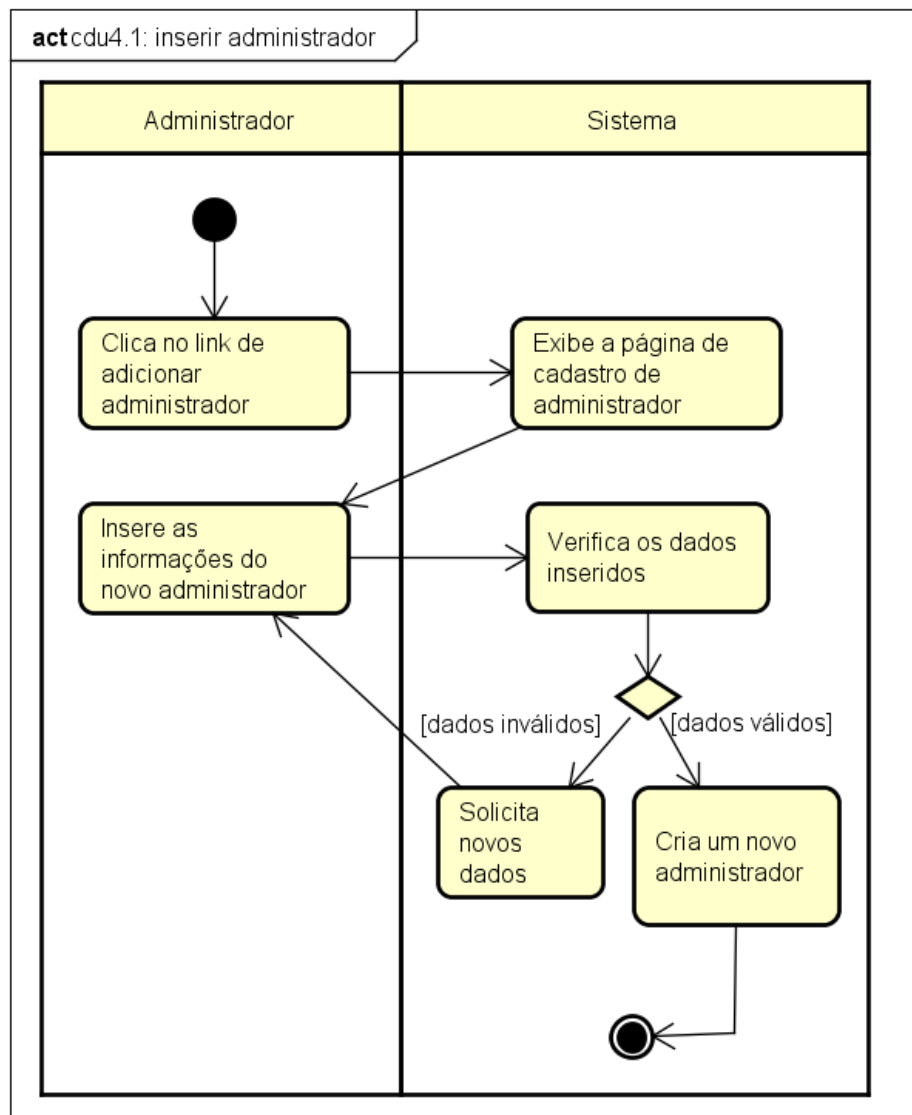 act cdu4.1: inserir administrador
Administrador
Sistema
Clica no link de
adicionar
administrador
Exibe a página de
cadastro de
administrador
Insere as
informações do
novo administrador
Verifica os dados
inseridos
[dados inválidos]
[dados válidos]
Solicita
novos
dados
Cria um novo
administrador